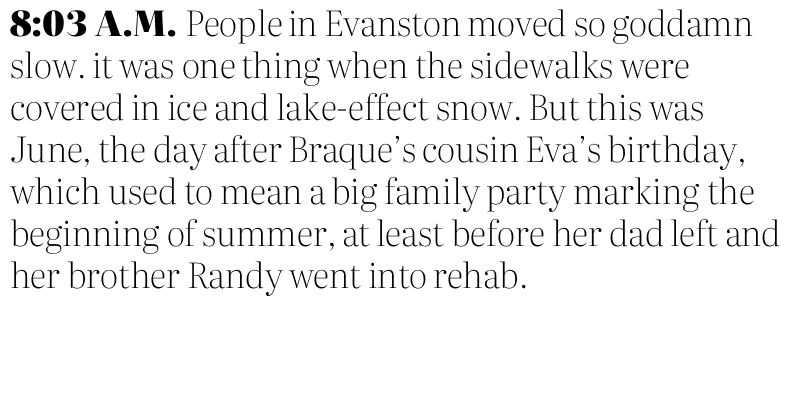 8:03 A.M. People in Evanston moved so goddamn
slow. it was one thing when the sidewalks were
covered in ice and lake-effect snow. But this was
June, the day after Braque’s cousin Eva’s birthday,
which used to mean a big family party marking the
beginning of summer, at least before her dad left and
her brother Randy went into rehab.